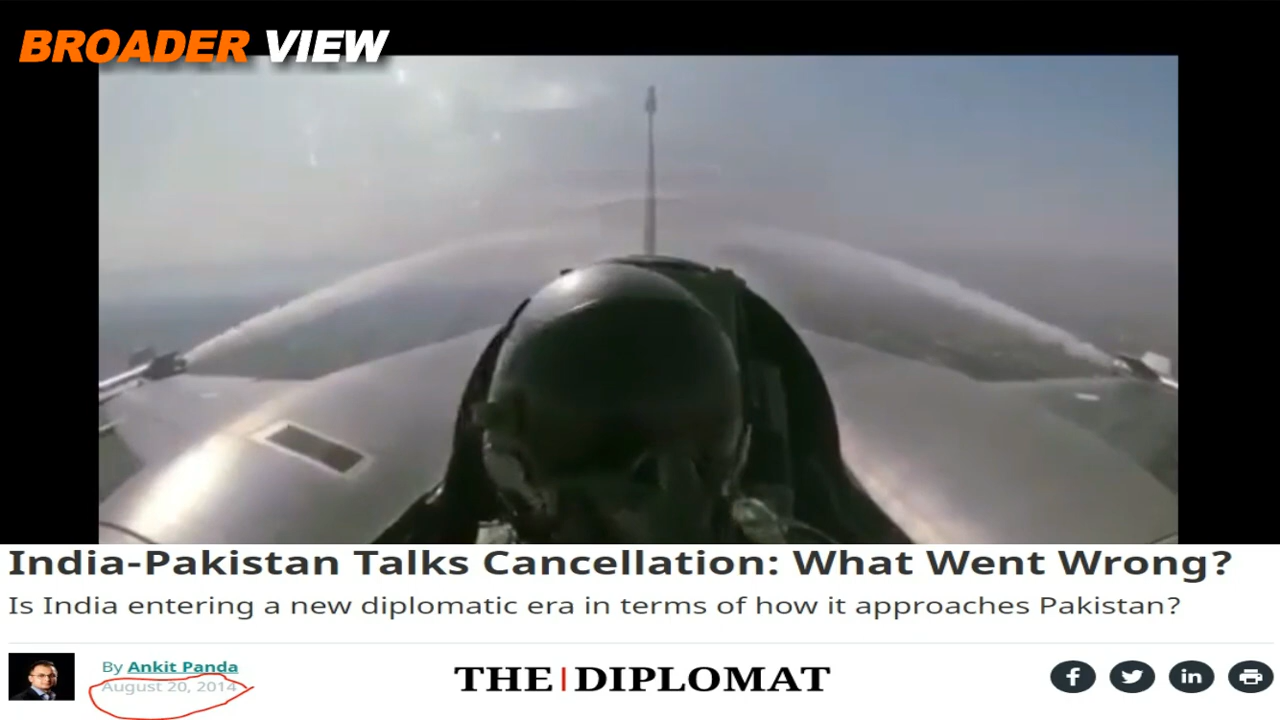 BROADER VIEW
India-Pakistan Talks Cancellation: What Went Wrong?
Is India entering a new diplomatic era in terms of how it approaches Pakistan?
By Ankit Panda
August 20, 2014
THE|DIPLOMAT